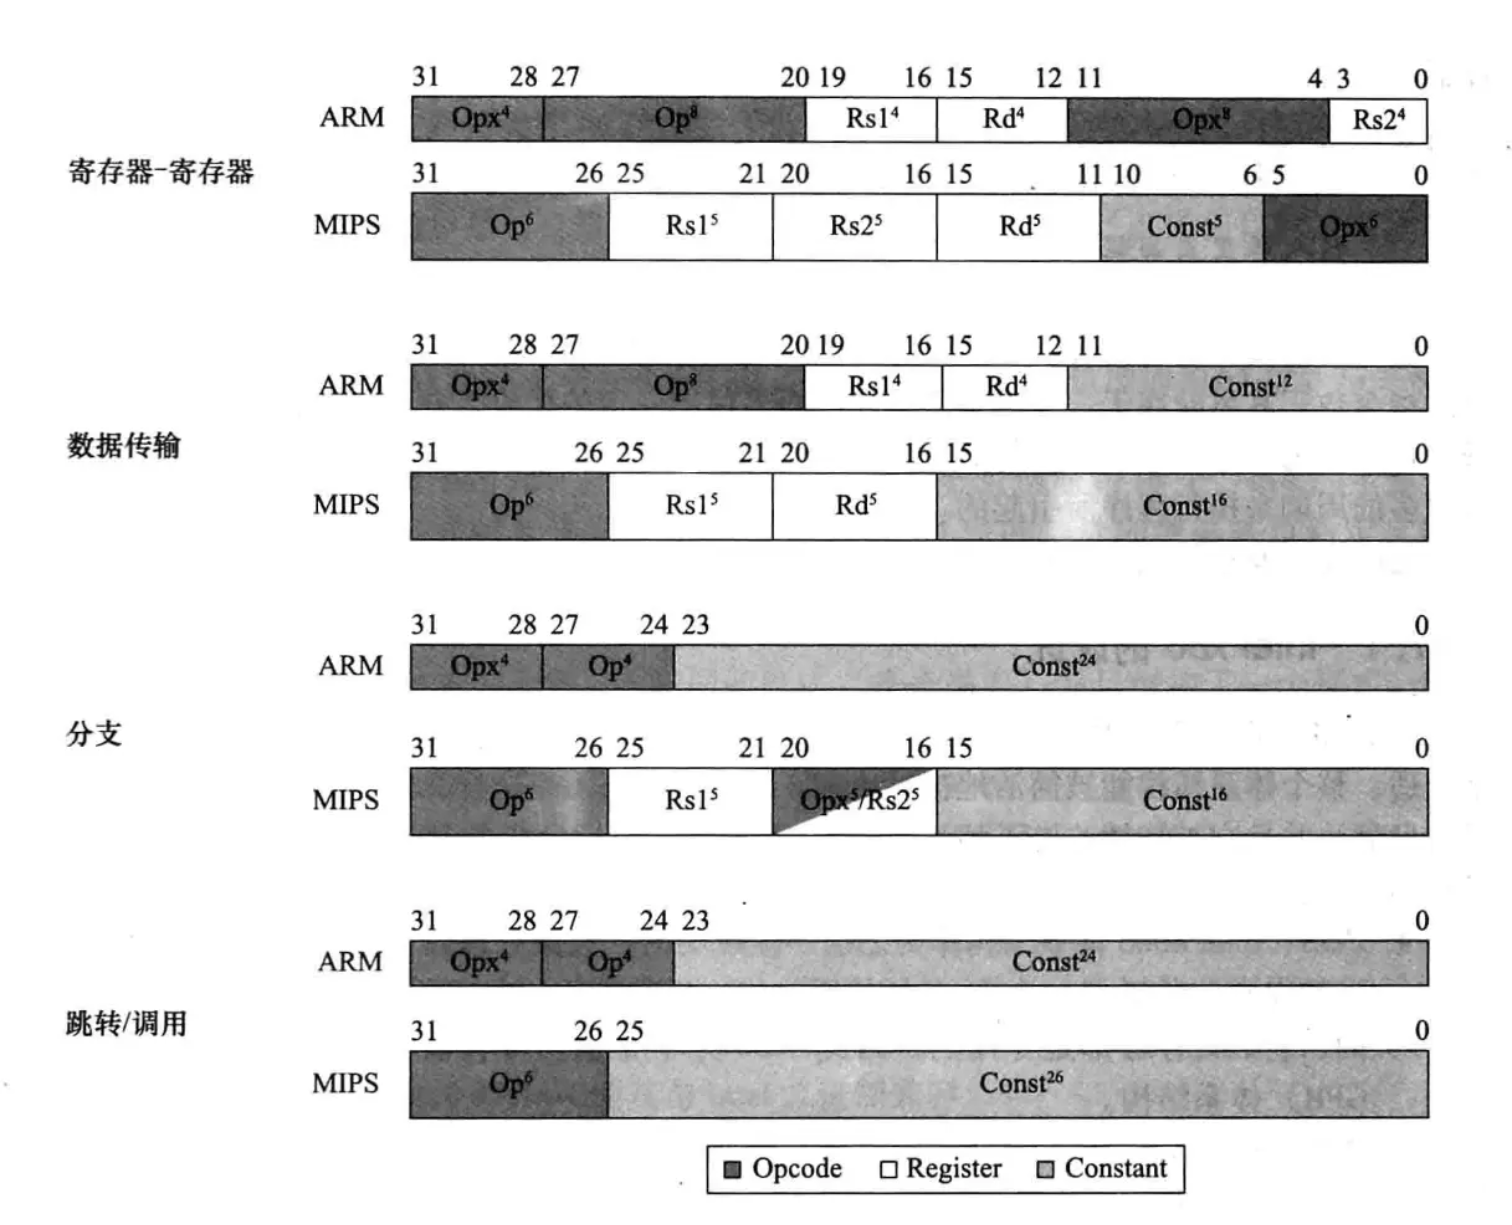 31 28 27 20 19 16 15 12 11 4 3 0
ARM Opx⁴ Op⁸ Rs1⁴ Rd⁴ Opx⁸ Rs2⁴
寄存器-寄存器
31 26 25 21 20 16 15 11 10 6 5 0
MIPS Op⁶ Rs1⁵ Rs2⁵ Rd⁵ Const⁵ Opx⁶
31 28 27 20 19 16 15 12 11 0
ARM Opx⁴ Op⁸ Rs1⁴ Rd⁴ Const¹²
数据传输
31 26 25 21 20 16 15 0
MIPS Op⁶ Rs1⁵ Rd⁵ Const¹⁶
31 28 27 24 23 0
ARM Opx⁴ Op⁴ Const²⁴
分支
31 26 25 21 20 16 15 0
MIPS Op⁶ Rs1⁵ Opx⁵/Rs2⁵ Const¹⁶
31 28 27 24 23 0
ARM Opx⁴ Op⁴ Const²⁴
跳转/调用
31 26 25 0
MIPS Op⁶ Const²⁶
Opcode Register Constant